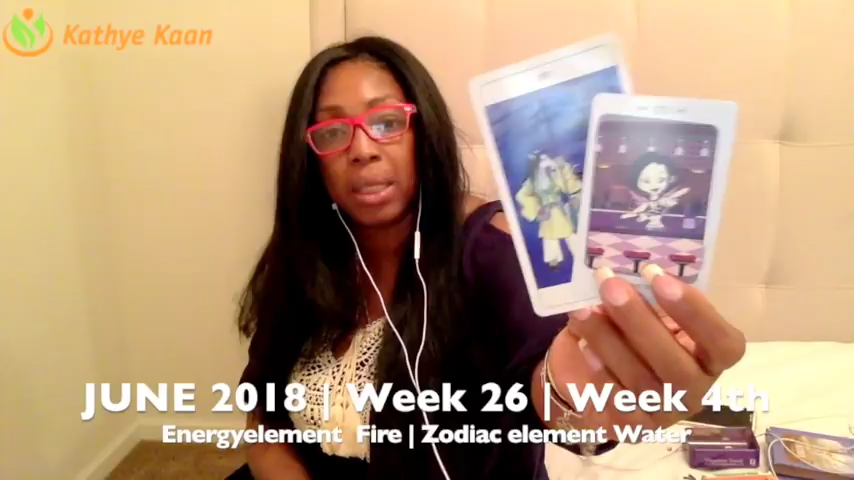 Kathye Kaan
JUNE 2018 | Week 26 | Week 4th
Energyelement Fire | Zodiac element Water